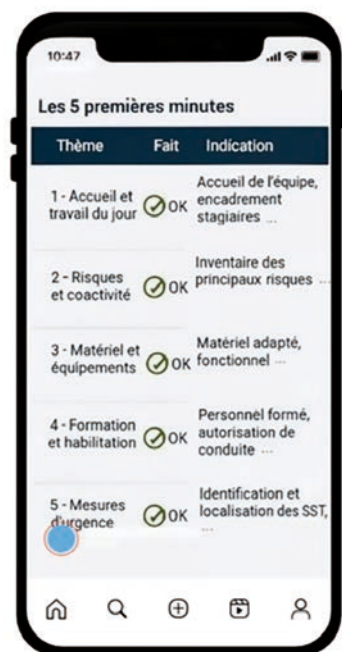 10:47
Les 5 premières minutes
Thème Fait Indication
1 - Accueil et
travail du jour
OK
Accueil de l'équipe,
encadrement
stagiaires ...
2 - Risques
et coactivité
OK
Inventaire des
principaux risques ...
3 - Matériel et
équipements
OK
Matériel adapté,
fonctionnel ...
4 - Formation
et habilitation
OK
Personnel formé,
autorisation de
conduite ...
5 - Mesures
d'urgence
OK
Identification et
localisation des SST,
...